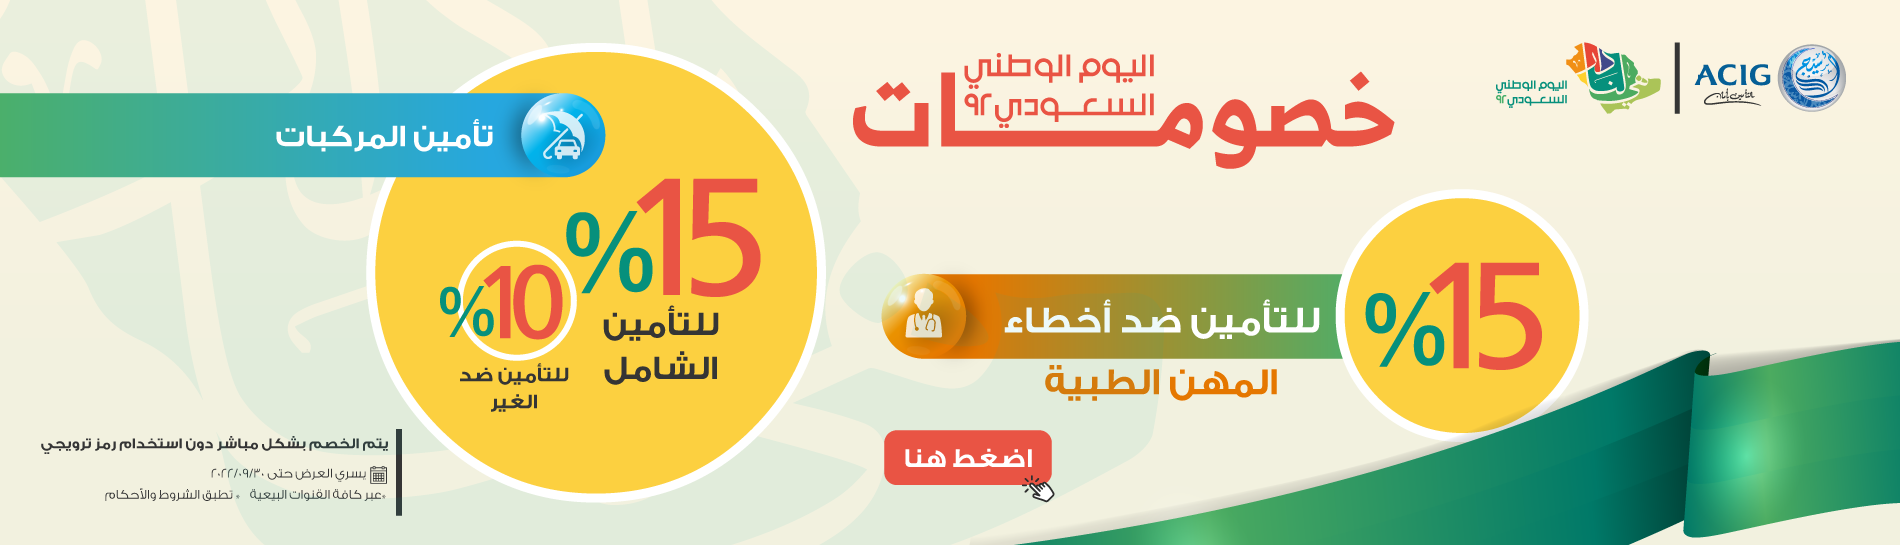 ACIG
أسيج
هي لنا دار
اليوم الوطني
السعودي ٩٢
اليوم الوطني
السعودي ٩٢
خصومات
%15
للتأمين ضد أخطاء
المهن الطبية
اضغط هنا
تأمين المركبات
%15
للتأمين
الشامل
%10
للتأمين ضد
الغير
يتم الخصم بشكل مباشر دون استخدام رمز ترويجي
يسري العرض حتى ٢٠٢٢/٠٩/٣٠
*عبر كافة القنوات البيعية * تطبق الشروط والأحكام